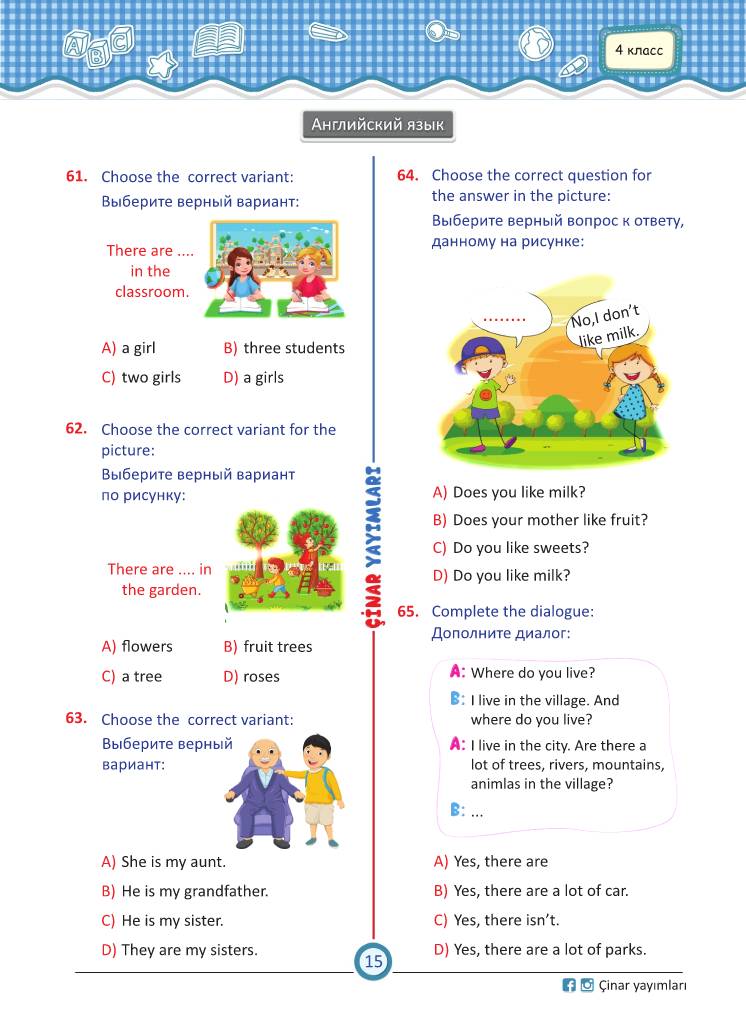 4 класс
Английский язык
61. Choose the correct variant:
Выберите верный вариант:
There are ....
in the
classroom.
A) a girl
B) three students
C) two girls
D) a girls
62. Choose the correct variant for the
picture:
Выберите верный вариант
по рисунку:
There are .... in
the garden.
A) flowers
B) fruit trees
C) a tree
D) roses
63. Choose the correct variant:
Выберите верный
вариант:
A) She is my aunt.
B) He is my grandfather.
C) He is my sister.
D) They are my sisters.
ÇİNAR YAYIMLARI
64. Choose the correct question for
the answer in the picture:
Выберите верный вопрос к ответу,
данному на рисунке:
........
No,I don't
like milk.
A) Does you like milk?
B) Does your mother like fruit?
C) Do you like sweets?
D) Do you like milk?
65. Complete the dialogue:
Дополните диалог:
A: Where do you live?
B: I live in the village. And
where do you live?
A: I live in the city. Are there a
lot of trees, rivers, mountains,
animlas in the village?
B: ...
A) Yes, there are
B) Yes, there are a lot of car.
C) Yes, there isn't.
D) Yes, there are a lot of parks.
15
Çinar yayımları